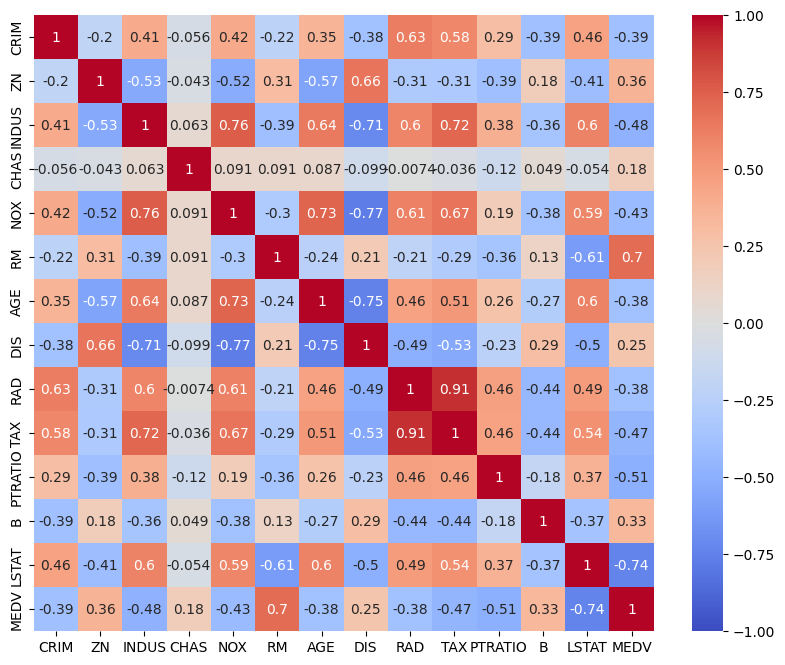 CRIM 1 -0.2 0.41 -0.056 0.42 -0.22 0.35 -0.38 0.63 0.58 0.29 -0.39 0.46 -0.39
ZN -0.2 1 -0.53 -0.043 -0.52 0.31 -0.57 0.66 -0.31 -0.31 -0.39 0.18 -0.41 0.36
INDUS 0.41 -0.53 1 0.063 0.76 -0.39 0.64 -0.71 0.6 0.72 0.38 -0.36 0.6 -0.48
CHAS -0.056 -0.043 0.063 1 0.091 0.091 0.087 -0.099 -0.0074 -0.036 -0.12 0.049 -0.054 0.18
NOX 0.42 -0.52 0.76 0.091 1 -0.3 0.73 -0.77 0.61 0.67 0.19 -0.38 0.59 -0.43
RM -0.22 0.31 -0.39 0.091 -0.3 1 -0.24 0.21 -0.21 -0.29 -0.36 0.13 -0.61 0.7
AGE 0.35 -0.57 0.64 0.087 0.73 -0.24 1 -0.75 0.46 0.51 0.26 -0.27 0.6 -0.38
DIS -0.38 0.66 -0.71 -0.099 -0.77 0.21 -0.75 1 -0.49 -0.53 -0.23 0.29 -0.5 0.25
RAD 0.63 -0.31 0.6 -0.0074 0.61 -0.21 0.46 -0.49 1 0.91 0.46 -0.44 0.49 -0.38
TAX 0.58 -0.31 0.72 -0.036 0.67 -0.29 0.51 -0.53 0.91 1 0.46 -0.44 0.54 -0.47
PTRATIO 0.29 -0.39 0.38 -0.12 0.19 -0.36 0.26 -0.23 0.46 0.46 1 -0.18 0.37 -0.51
B -0.39 0.18 -0.36 0.049 -0.38 0.13 -0.27 0.29 -0.44 -0.44 -0.18 1 -0.37 0.33
LSTAT 0.46 -0.41 0.6 -0.054 0.59 -0.61 0.6 -0.5 0.49 0.54 0.37 -0.37 1 -0.74
MEDV -0.39 0.36 -0.48 0.18 -0.43 0.7 -0.38 0.25 -0.38 -0.47 -0.51 0.33 -0.74 1
CRIM ZN INDUS CHAS NOX RM AGE DIS RAD TAX PTRATIO B LSTAT MEDV
1.00
0.75
0.50
0.25
0.00
−0.25
−0.50
−0.75
−1.00